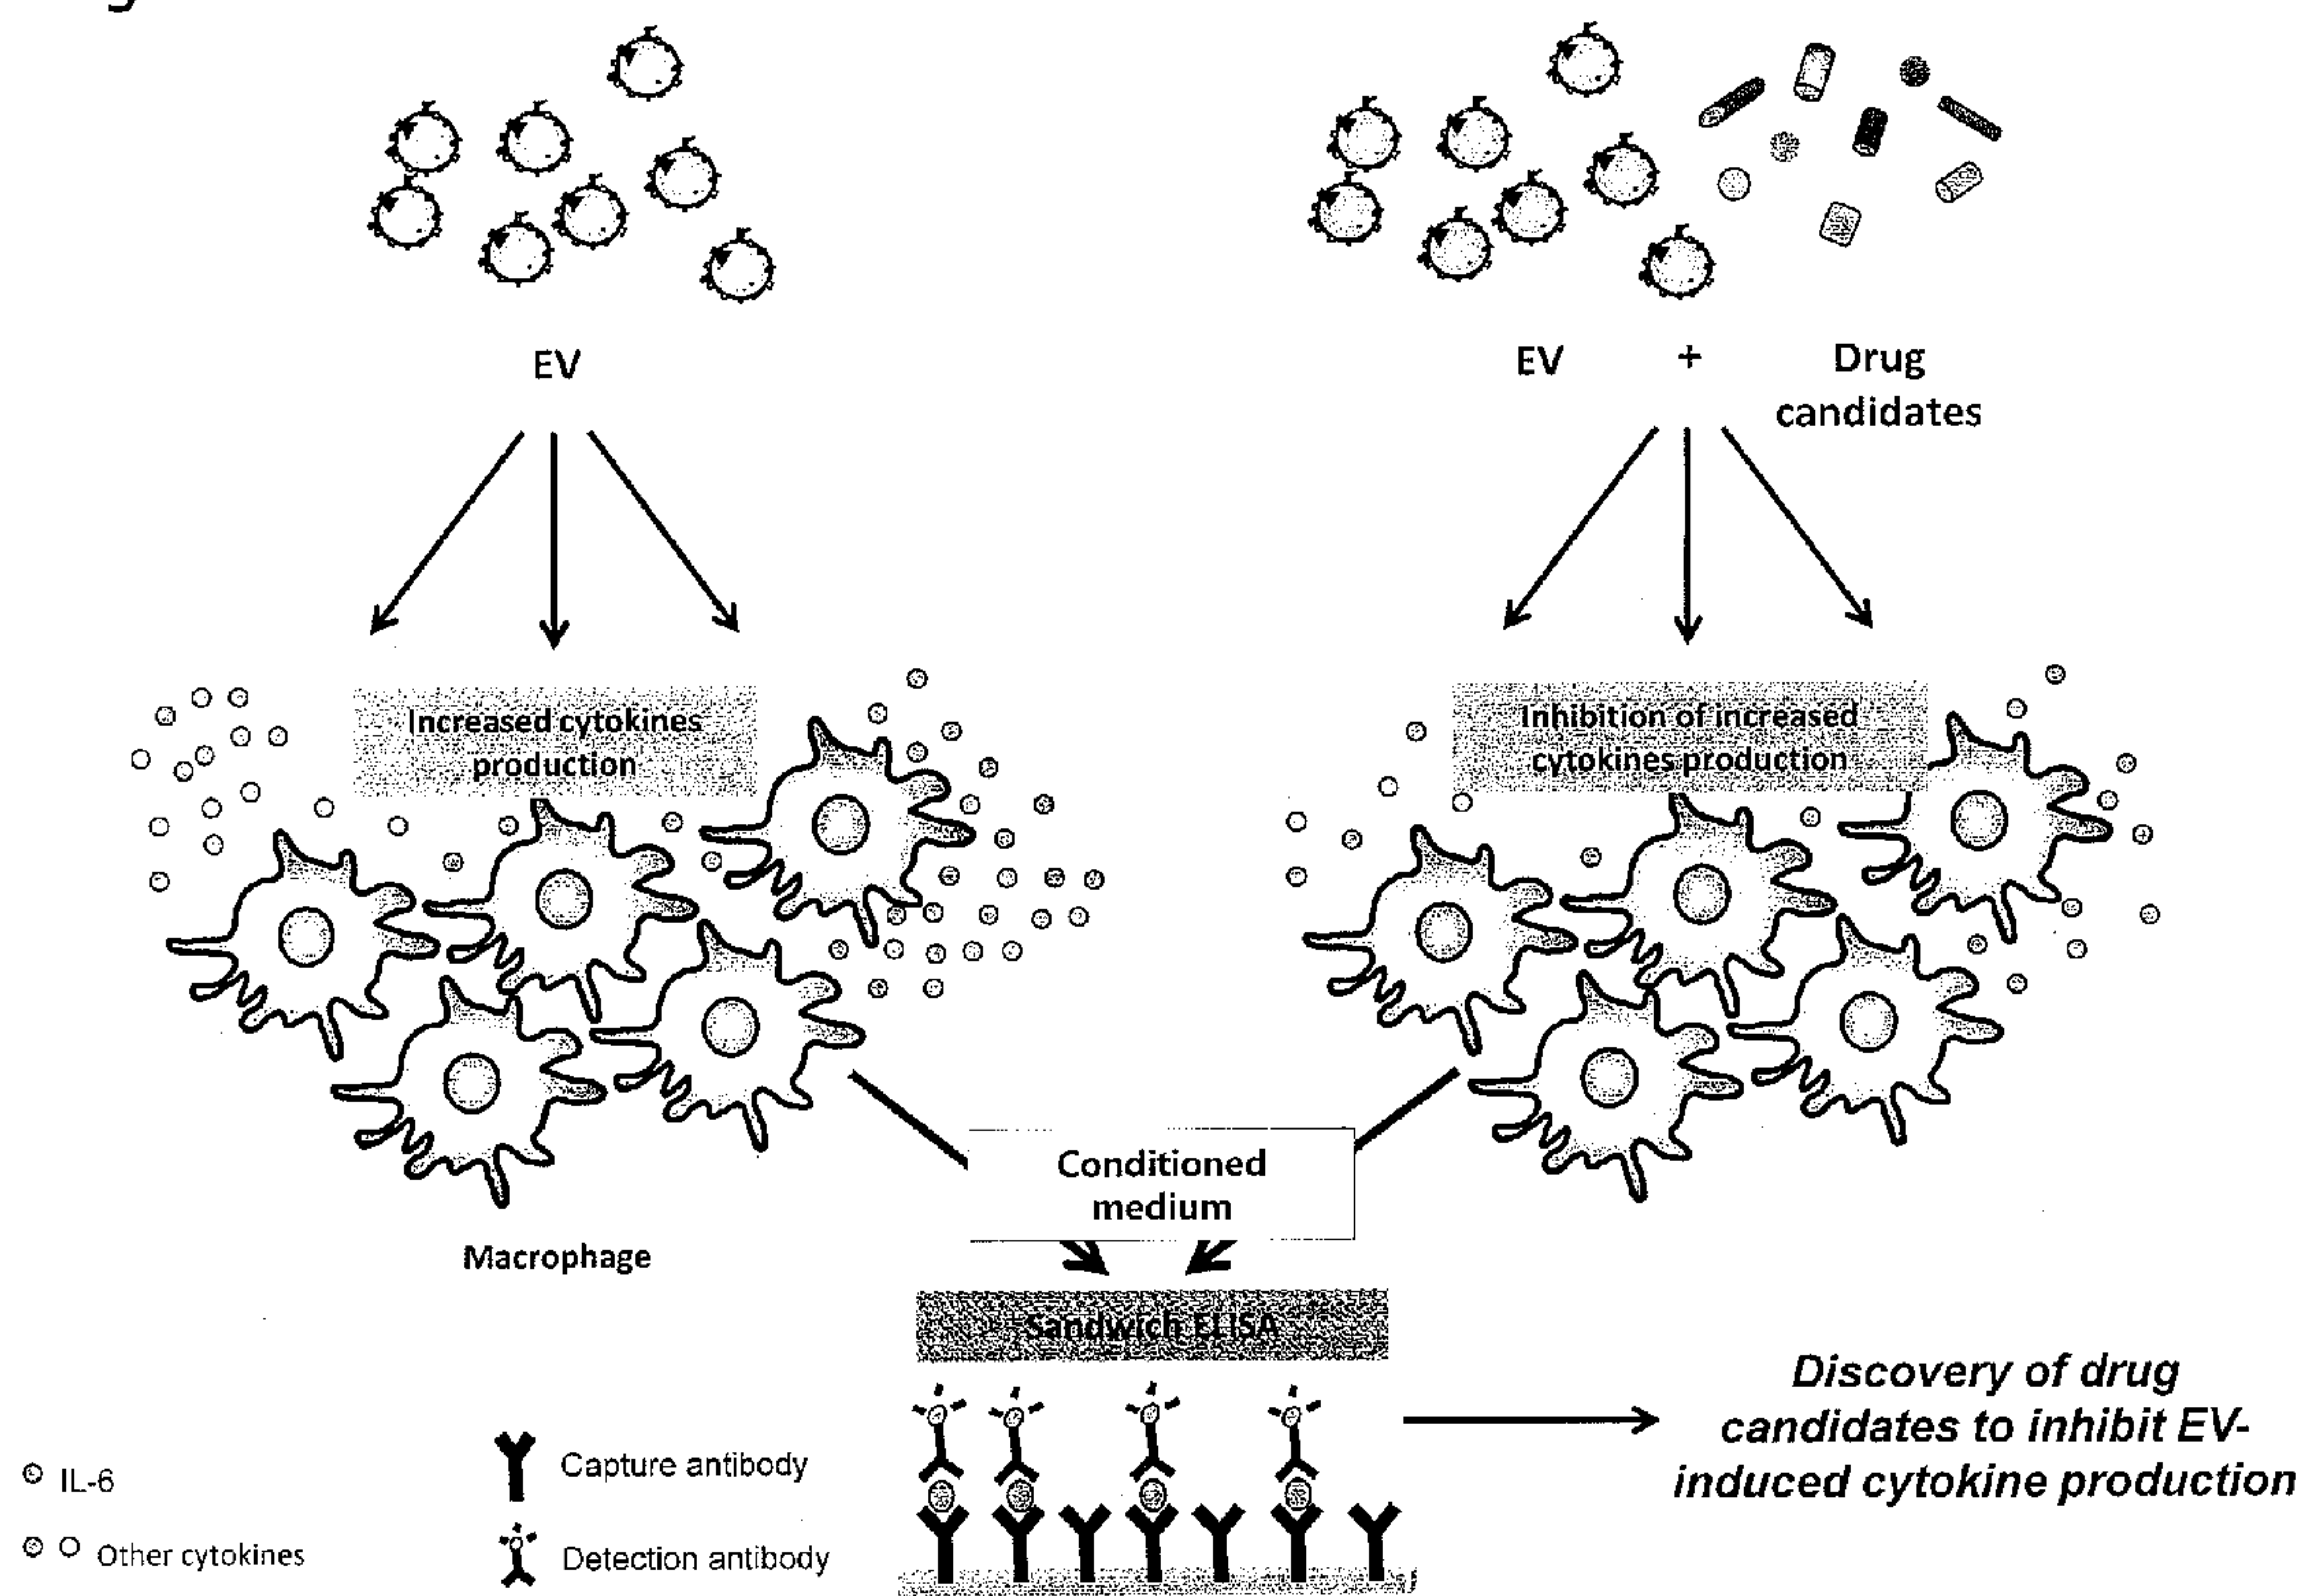 EV
EV + Drug
candidates
Increased cytokines
production
Inhibition of increased
cytokines production
Conditioned
medium
Macrophage
Sandwich ELISA
Discovery of drug
candidates to inhibit EV-
induced cytokine production
IL-6
Other cytokines
Capture antibody
Detection antibody